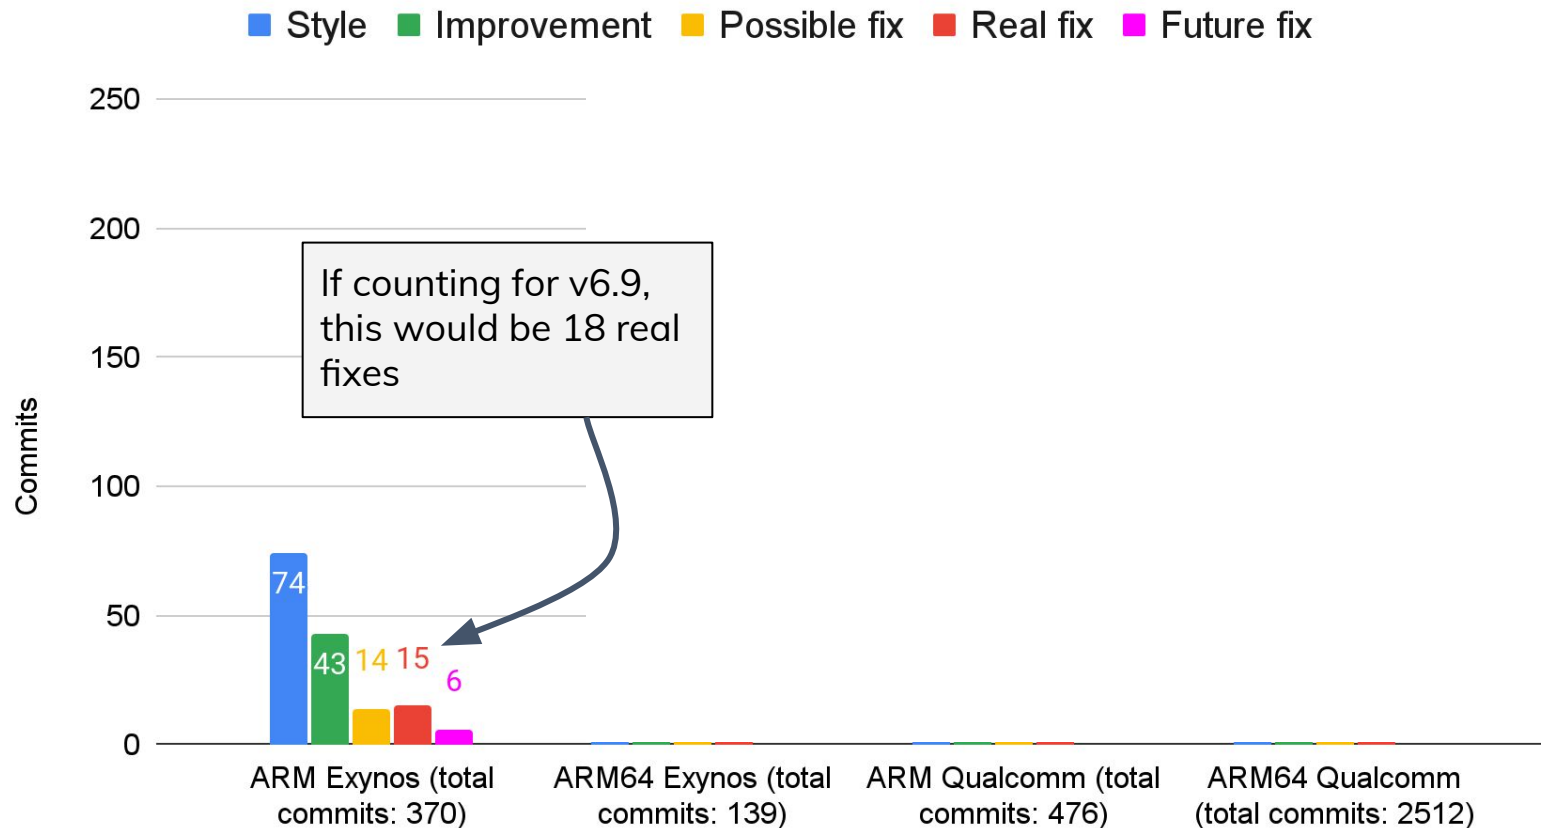 Style Improvement Possible fix Real fix Future fix
250
200
If counting for v6.9,
this would be 18 real
fixes
150
Commits
100
50
74
43
14
15
6
0
ARM Exynos (total
commits: 370)
ARM64 Exynos (total
commits: 139)
ARM Qualcomm (total
commits: 476)
ARM64 Qualcomm
(total commits: 2512)